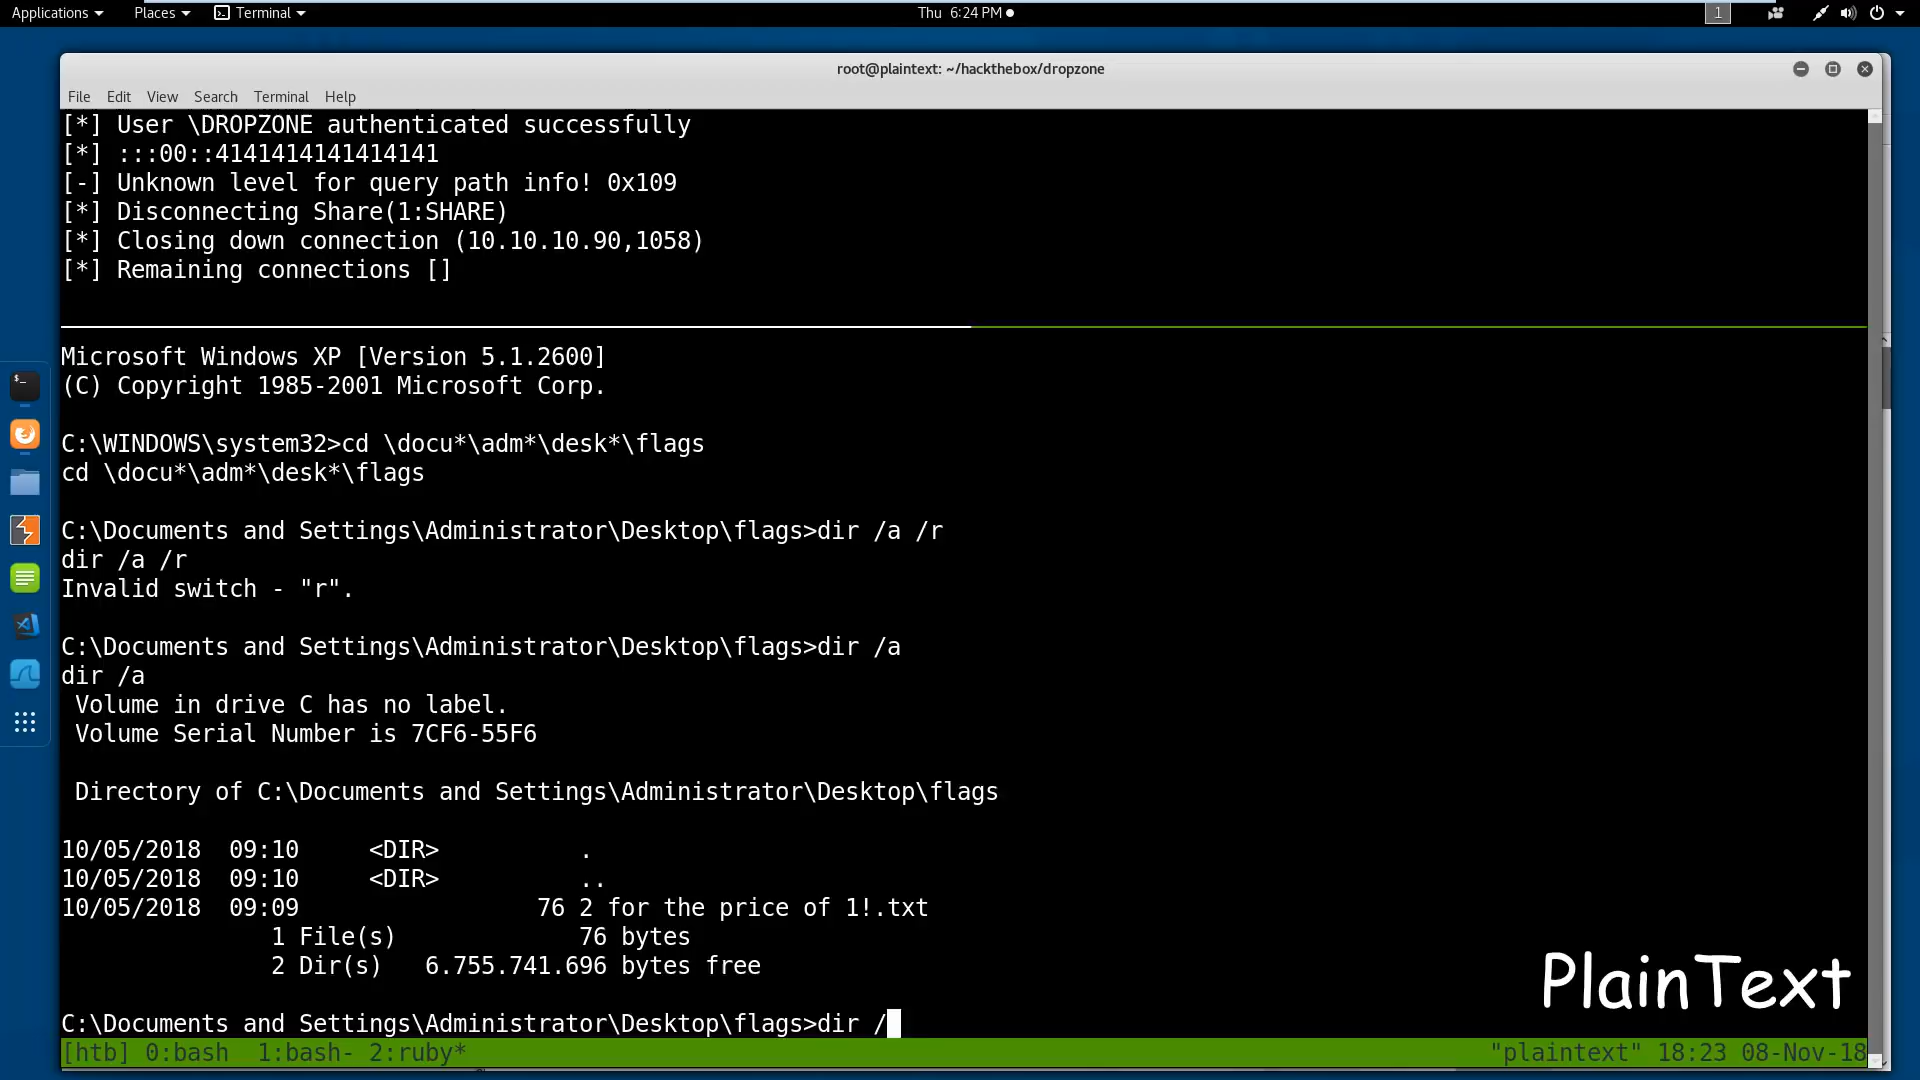 Applications Places Terminal Thu 6:24 PM 1
root@plaintext: ~/hackthebox/dropzone
File Edit View Search Terminal Help
[*] User \DROPZONE authenticated successfully
[*] :::00::4141414141414141
[-] Unknown level for query path info! 0x109
[*] Disconnecting Share(1:SHARE)
[*] Closing down connection (10.10.10.90,1058)
[*] Remaining connections []
Microsoft Windows XP [Version 5.1.2600]
(C) Copyright 1985-2001 Microsoft Corp.
C:\WINDOWS\system32>cd \docu*\adm*\desk*\flags
cd \docu*\adm*\desk*\flags
C:\Documents and Settings\Administrator\Desktop\flags>dir /a /r
dir /a /r
Invalid switch - "r".
C:\Documents and Settings\Administrator\Desktop\flags>dir /a
dir /a
Volume in drive C has no label.
Volume Serial Number is 7CF6-55F6
Directory of C:\Documents and Settings\Administrator\Desktop\flags
10/05/2018 09:10 <DIR> .
10/05/2018 09:10 <DIR> ..
10/05/2018 09:09 76 2 for the price of 1!.txt
1 File(s) 76 bytes
2 Dir(s) 6.755.741.696 bytes free
PlainText
C:\Documents and Settings\Administrator\Desktop\flags>dir /
[htb] 0:bash 1:bash- 2:ruby* "plaintext" 18:23 08-Nov-18